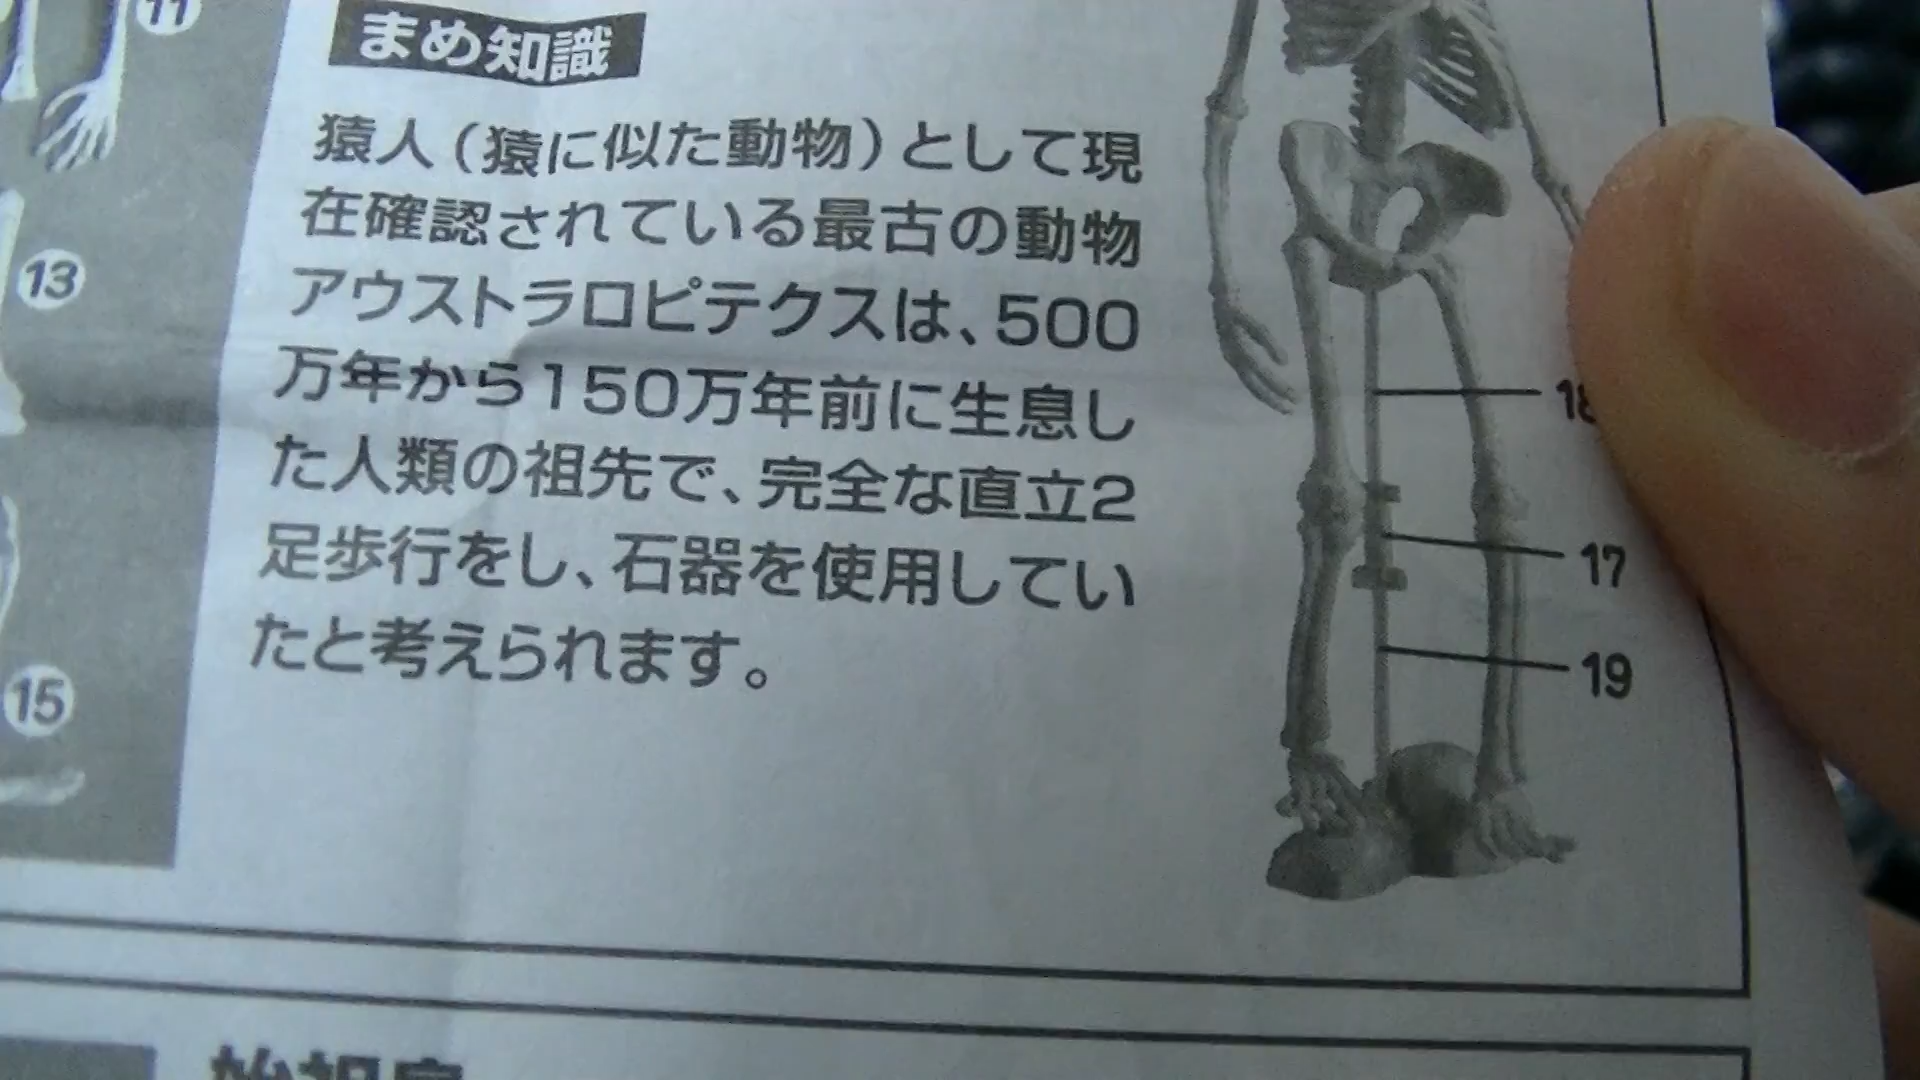 11
まめ知識
猿人（猿に似た動物）として現
在確認されている最古の動物
アウストラロピテクスは、500
万年から150万年前に生息し
た人類の祖先で、完全な直立2
足歩行をし、石器を使用してい
たと考えられます。
13
15
18
17
19